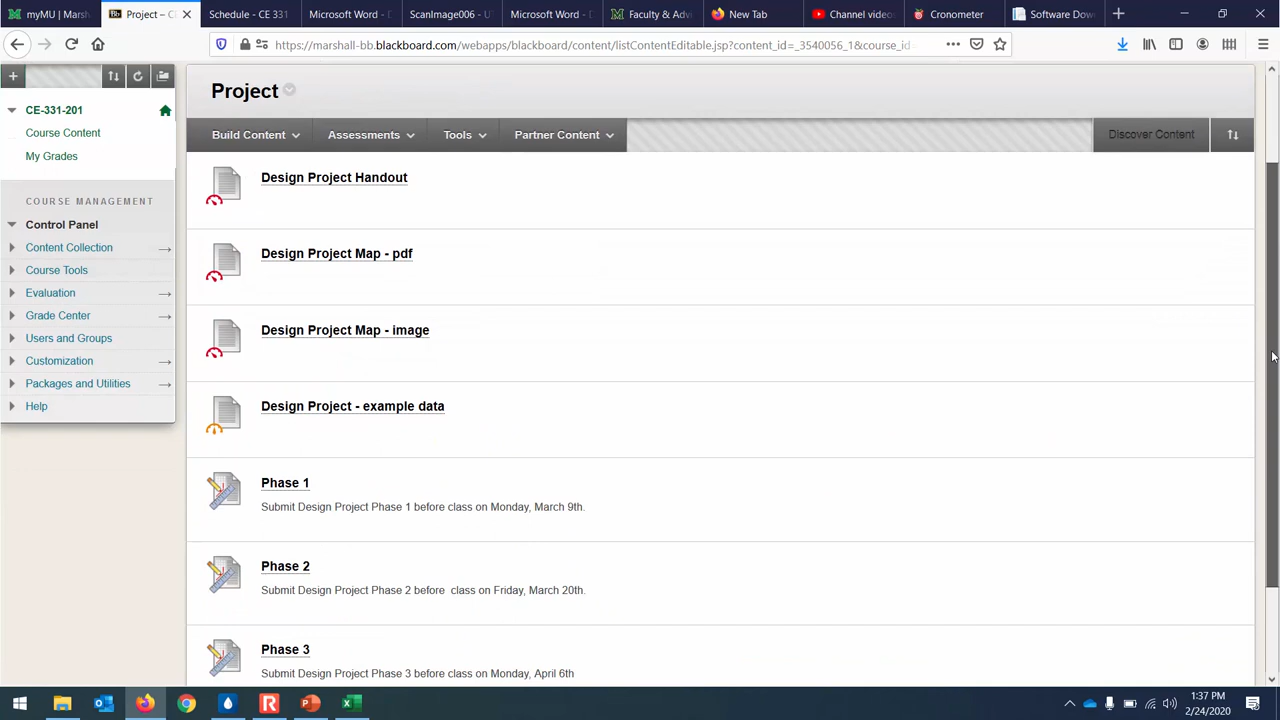 myMU | Marsh
Bb Project – CE
Schedule - CE 331
Microsoft Word - D
ScanImage006 - U
Microsoft Word - D
Faculty & Advi
New Tab
Channel videos
Cronometer
Software Dow
https://marshall-bb.blackboard.com/webapps/blackboard/content/listContentEditable.jsp?content_id=_3540056_1&course_id=
CE-331-201
Course Content
My Grades
COURSE MANAGEMENT
Control Panel
Content Collection
Course Tools
Evaluation
Grade Center
Users and Groups
Customization
Packages and Utilities
Help
Project
Build Content
Assessments
Tools
Partner Content
Discover Content
Design Project Handout
Design Project Map - pdf
Design Project Map - image
Design Project - example data
Phase 1
Submit Design Project Phase 1 before class on Monday, March 9th.
Phase 2
Submit Design Project Phase 2 before  class on Friday, March 20th.
Phase 3
Submit Design Project Phase 3 before class on Monday, April 6th
1:37 PM
2/24/2020